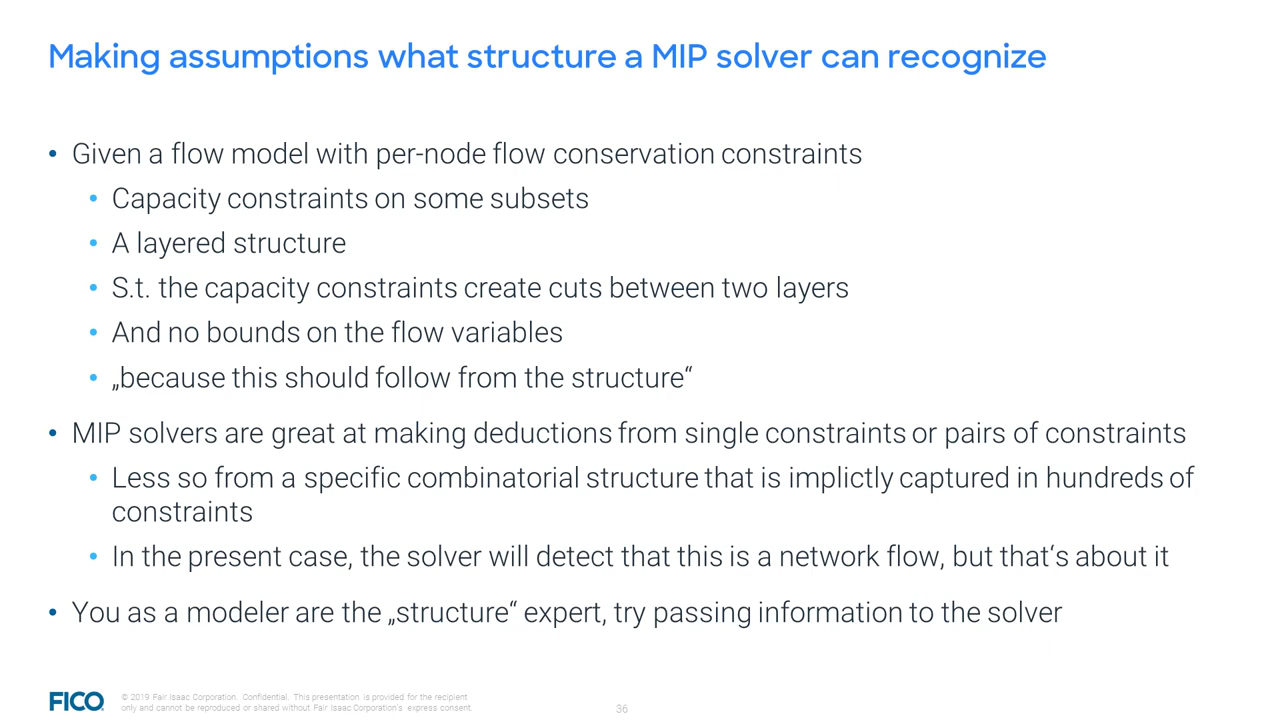 Making assumptions what structure a MIP solver can recognize
• Given a flow model with per-node flow conservation constraints
• Capacity constraints on some subsets
• A layered structure
• S.t. the capacity constraints create cuts between two layers
• And no bounds on the flow variables
• „because this should follow from the structure“
• MIP solvers are great at making deductions from single constraints or pairs of constraints
• Less so from a specific combinatorial structure that is implictly captured in hundreds of
constraints
• In the present case, the solver will detect that this is a network flow, but that‘s about it
• You as a modeler are the „structure“ expert, try passing information to the solver
FICO
© 2019 Fair Isaac Corporation. Confidential. This presentation is provided for the recipient
only and cannot be reproduced or shared without Fair Isaac Corporation's express consent.
36